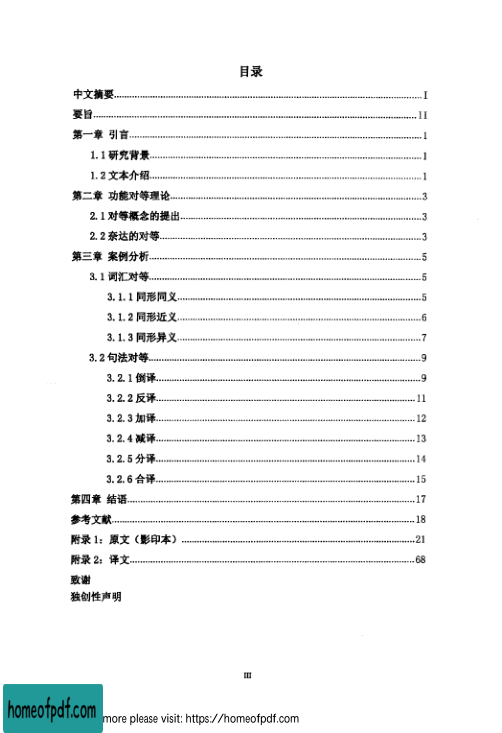 目录
中文摘要........I
要旨........II
第一章 引言........1
1.1 研究背景........1
1.2 文本介绍........1
第二章 功能对等理论........3
2.1 对等概念的提出........3
2.2 奈达的对等........3
第三章 案例分析........5
3.1 词汇对等........5
3.1.1 同形同义........5
3.1.2 同形近义........6
3.1.3 同形异义........7
3.2 句法对等........9
3.2.1 倒译........9
3.2.2 反译........11
3.2.3 加译........12
3.2.4 减译........13
3.2.5 分译........14
3.2.6 合译........15
第四章 结语........17
参考文献........18
附录 1：原文（影印本）........21
附录 2：译文........68
致谢
独创性声明
III
homeofpdf.com
more please visit: https://homeofpdf.com